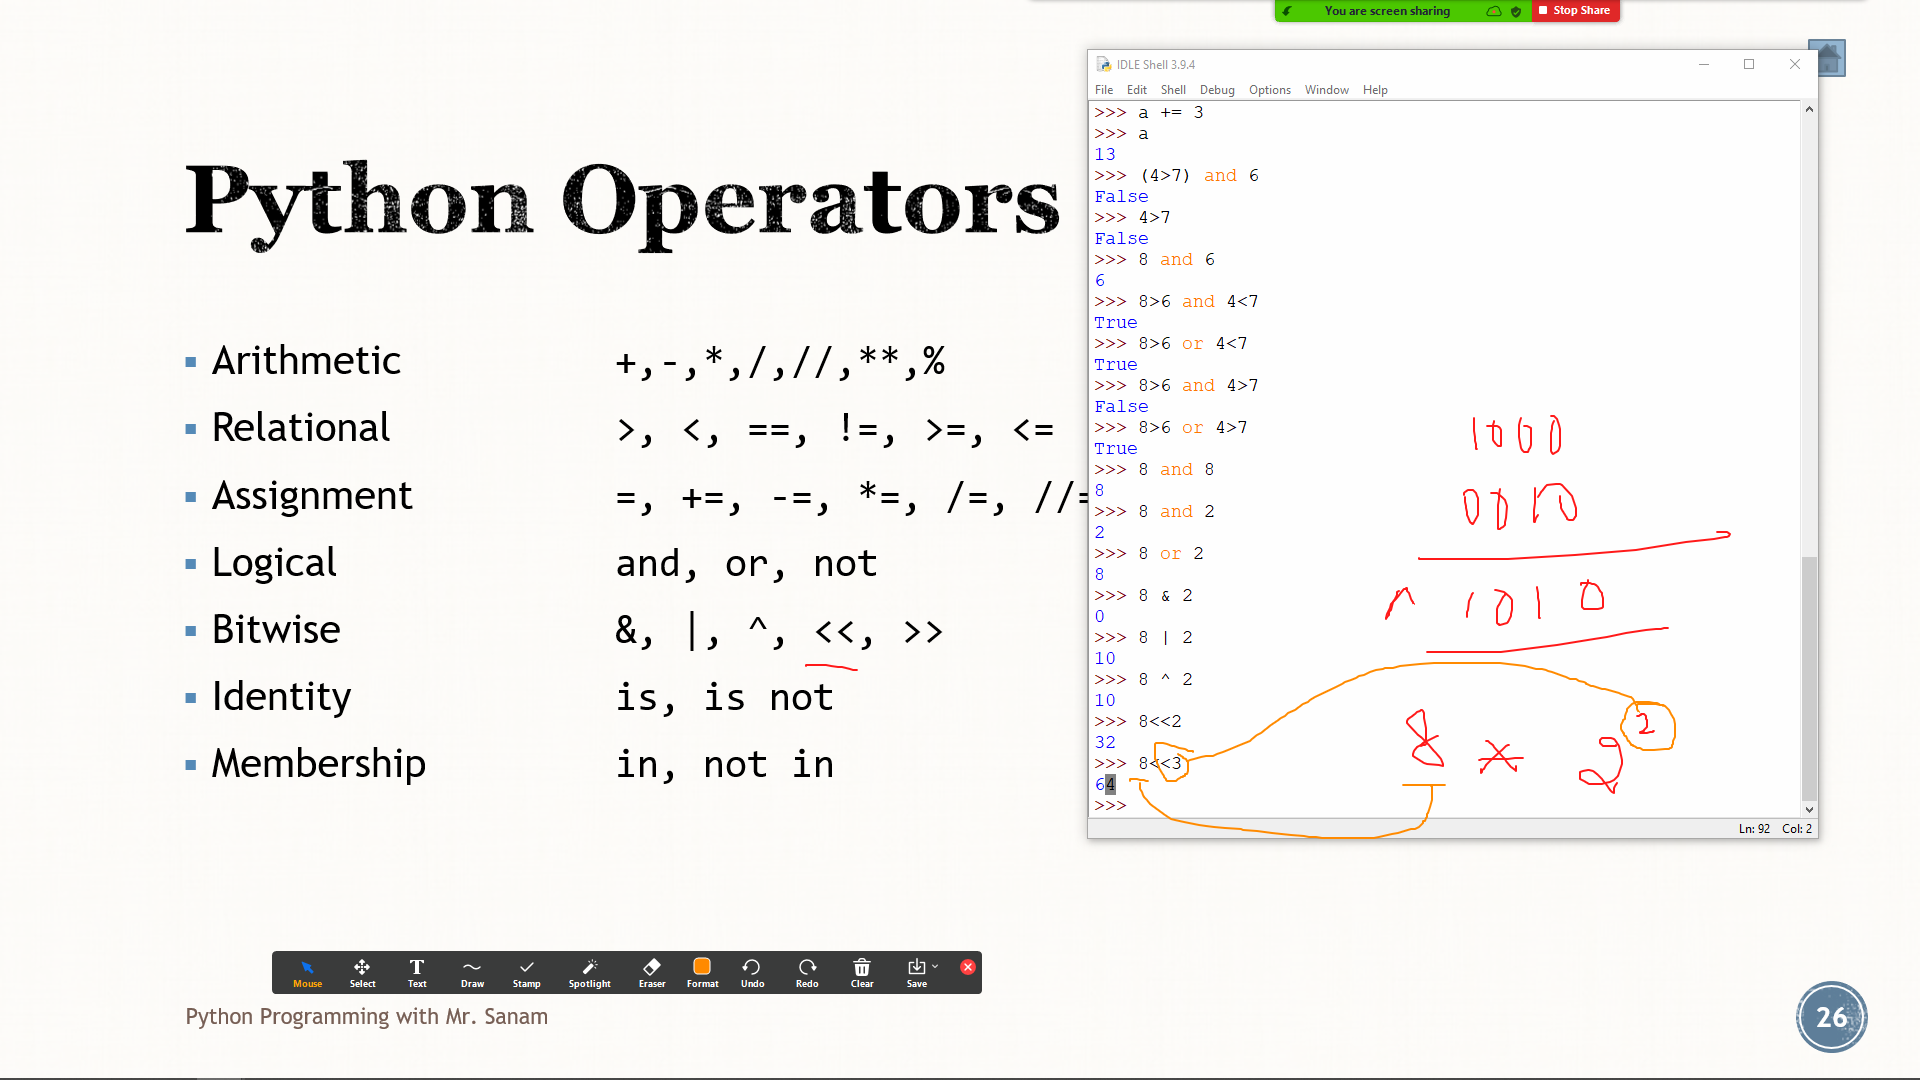 You are screen sharing Stop Share
Python Operators
Arithmetic +,-,*,/,//,**,%
Relational >, <, ==, !=, >=, <=
Assignment =, +=, -=, *=, /=, //=
Logical and, or, not
Bitwise &, |, ^, <<, >>
Identity is, is not
Membership in, not in
IDLE Shell 3.9.4
File Edit Shell Debug Options Window Help
>>> a += 3
>>> a
13
>>> (4>7) and 6
False
>>> 4>7
False
>>> 8 and 6
6
>>> 8>6 and 4<7
True
>>> 8>6 or 4<7
True
>>> 8>6 and 4>7
False
>>> 8>6 or 4>7
True
>>> 8 and 8
8
>>> 8 and 2
2
>>> 8 or 2
8
>>> 8 & 2
0
>>> 8 | 2
10
>>> 8 ^ 2
10
>>> 8<<2
32
>>> 8<<3
64
>>>
1000
0010
^ 1010
8 * 2 2
Ln: 92 Col: 2
Mouse Select Text Draw Stamp Spotlight Eraser Format Undo Redo Clear Save
Python Programming with Mr. Sanam
26